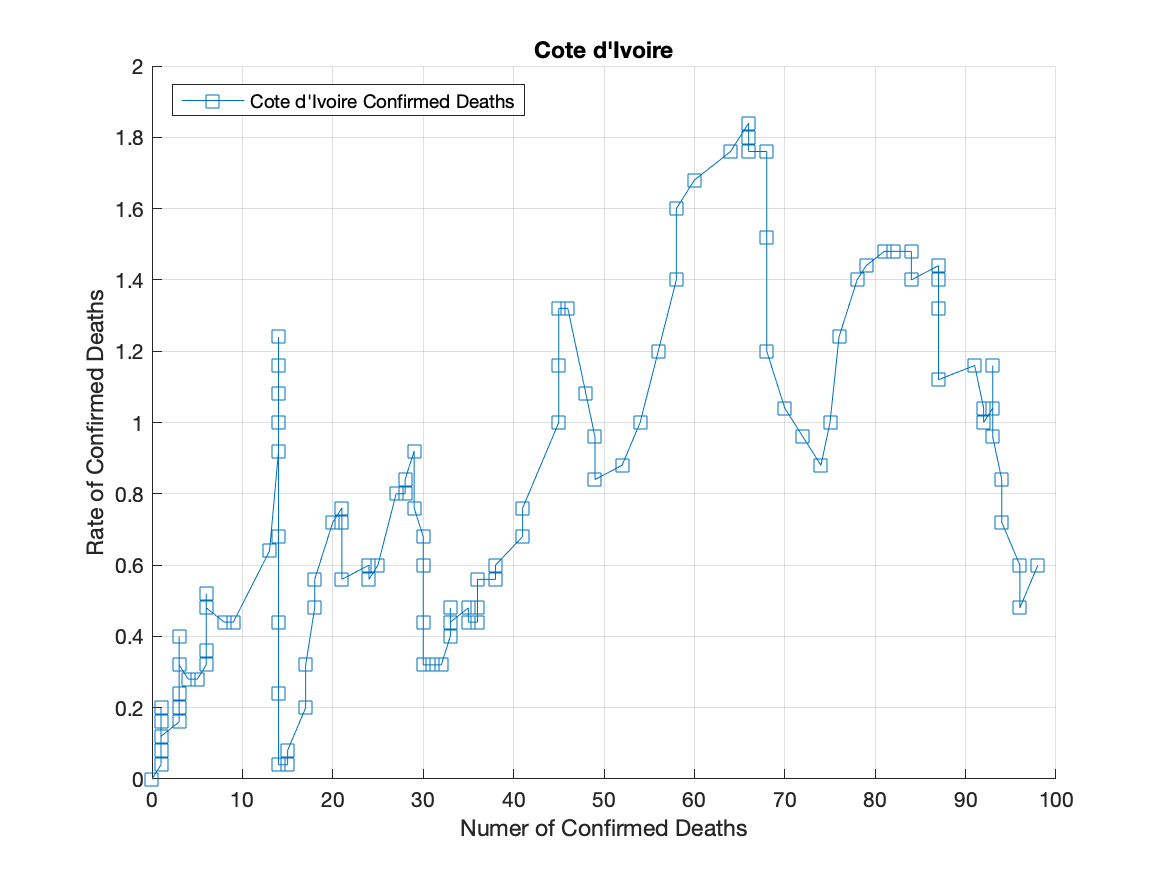 Cote d'Ivoire
Cote d'Ivoire Confirmed Deaths
2
1.8
1.6
1.4
1.2
1
0.8
0.6
0.4
0.2
0
Rate of Confirmed Deaths
0 10 20 30 40 50 60 70 80 90 100
Numer of Confirmed Deaths